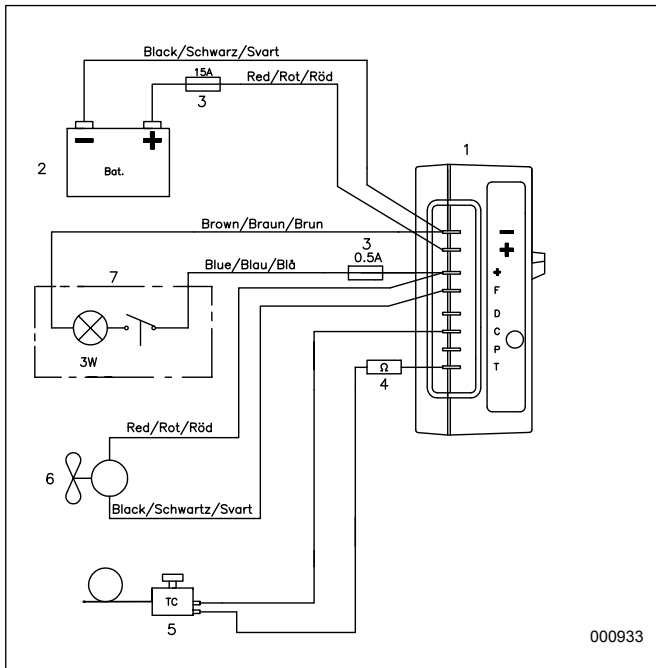 Black/Schwarz/Svart
15A
3
Red/Rot/Röd
2
Bat.
1
Brown/Braun/Brun
3
0.5A
Blue/Blau/Blå
7
3W
+
F
D
C
P
T
Ω
4
Red/Rot/Röd
6
Black/Schwartz/Svart
TC
5
000933